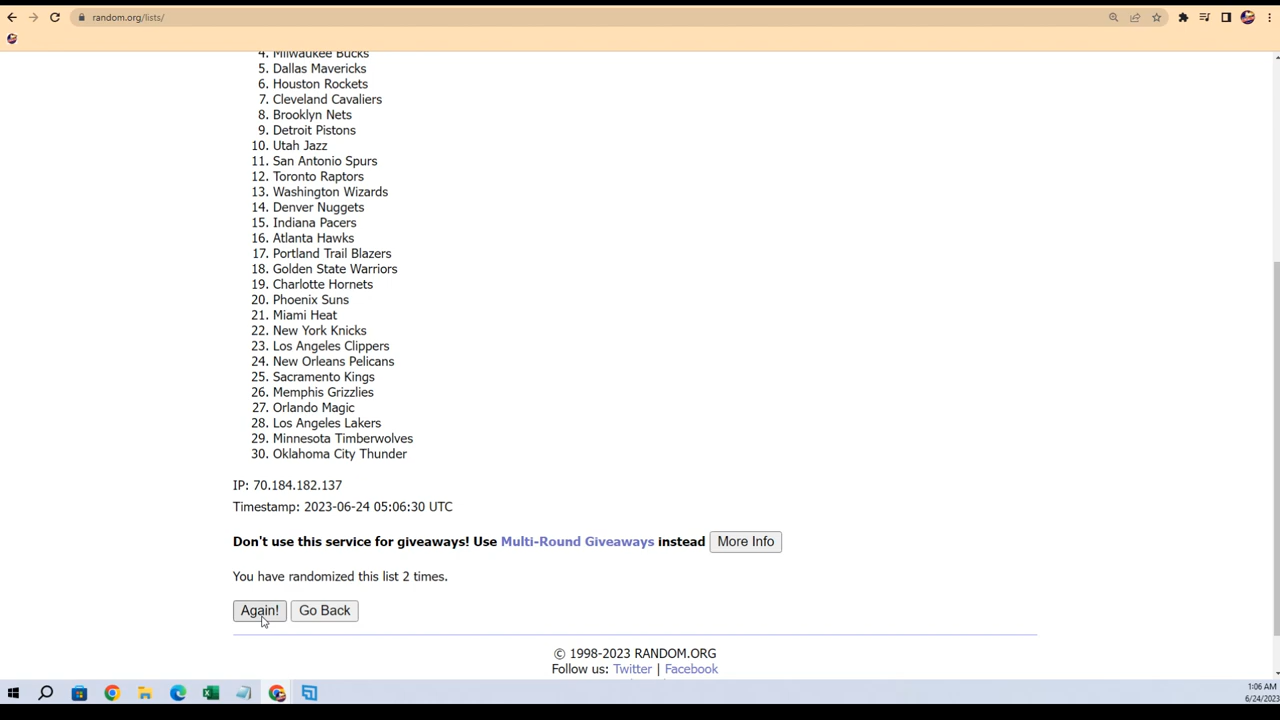 random.org/lists/
4. Milwaukee Bucks
5. Dallas Mavericks
6. Houston Rockets
7. Cleveland Cavaliers
8. Brooklyn Nets
9. Detroit Pistons
10. Utah Jazz
11. San Antonio Spurs
12. Toronto Raptors
13. Washington Wizards
14. Denver Nuggets
15. Indiana Pacers
16. Atlanta Hawks
17. Portland Trail Blazers
18. Golden State Warriors
19. Charlotte Hornets
20. Phoenix Suns
21. Miami Heat
22. New York Knicks
23. Los Angeles Clippers
24. New Orleans Pelicans
25. Sacramento Kings
26. Memphis Grizzlies
27. Orlando Magic
28. Los Angeles Lakers
29. Minnesota Timberwolves
30. Oklahoma City Thunder
IP: 70.184.182.137
Timestamp: 2023-06-24 05:06:30 UTC
Don't use this service for giveaways! Use Multi-Round Giveaways instead More Info
You have randomized this list 2 times.
Again! Go Back
© 1998-2023 RANDOM.ORG
Follow us: Twitter | Facebook
1:06 AM
6/24/2023